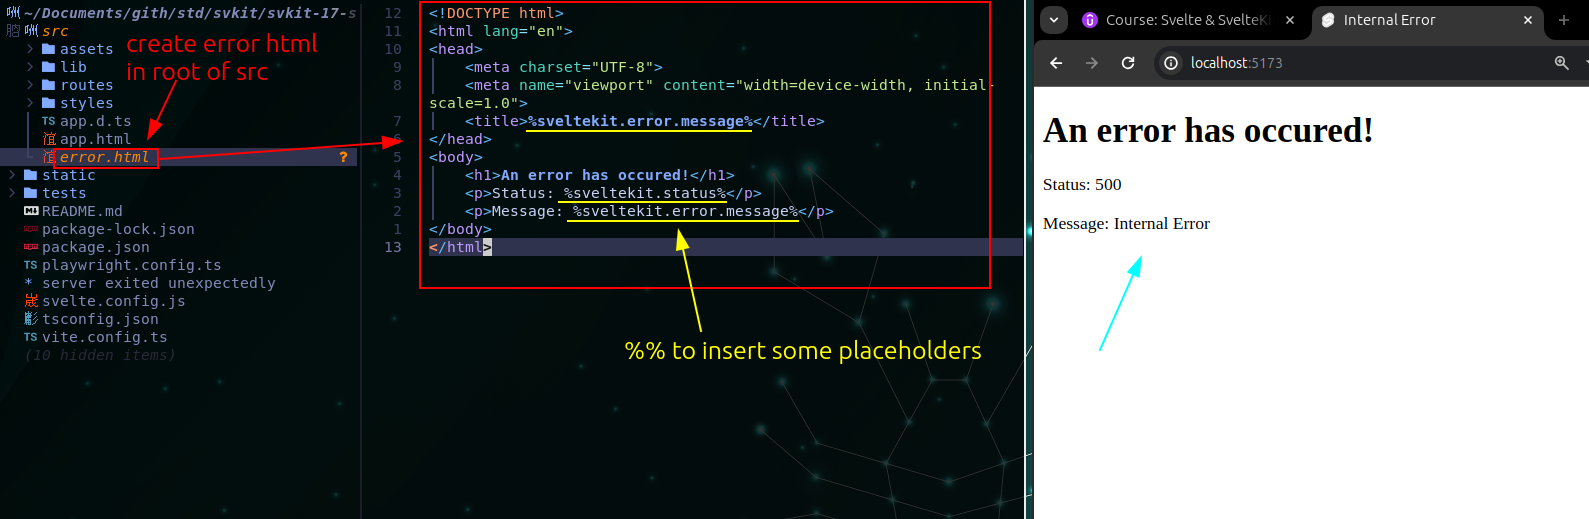 ~/Documents/gith/std/svkit/svkit-17-s
src
assets
lib
routes
styles
TS app.d.ts
app.html
error.html ?
static
tests
README.md
package-lock.json
package.json
TS playwright.config.ts
* server exited unexpectedly
svelte.config.js
tsconfig.json
TS vite.config.ts
(10 hidden items)
create error html
in root of src
12 <!DOCTYPE html>
11 <html lang="en">
10 <head>
9 <meta charset="UTF-8">
8 <meta name="viewport" content="width=device-width, initial-
scale=1.0">
7 <title>%sveltekit.error.message%</title>
6 </head>
5 <body>
4 <h1>An error has occured!</h1>
3 <p>Status: %sveltekit.status%</p>
2 <p>Message: %sveltekit.error.message%</p>
1 </body>
13 </html>
%% to insert some placeholders
Course: Svelte & SvelteKi
Internal Error
localhost:5173
An error has occured!
Status: 500
Message: Internal Error